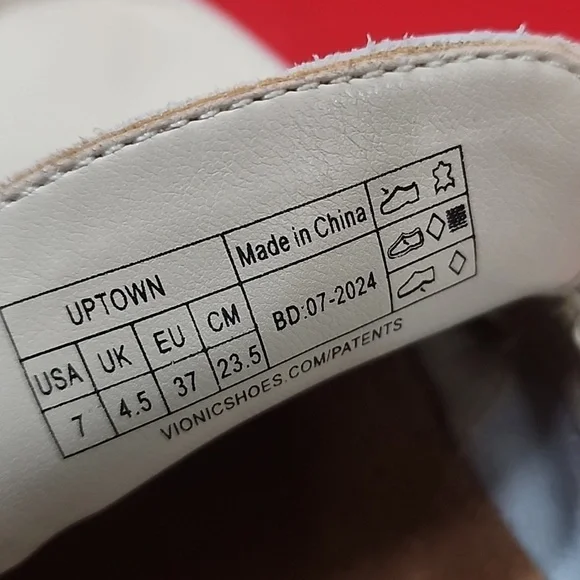 UPTOWN
Made in China
USA UK EU CM
7 4.5 37 23.5
BD:07-2024
VIONICSHOES.COM/PATENTS